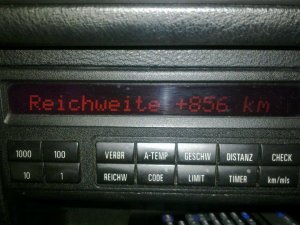 Reichweite +856 km
1000 100 VERBR A-TEMP GESCHW DISTANZ CHECK
10 1 REICHW CODE LIMIT TIMER km/mls